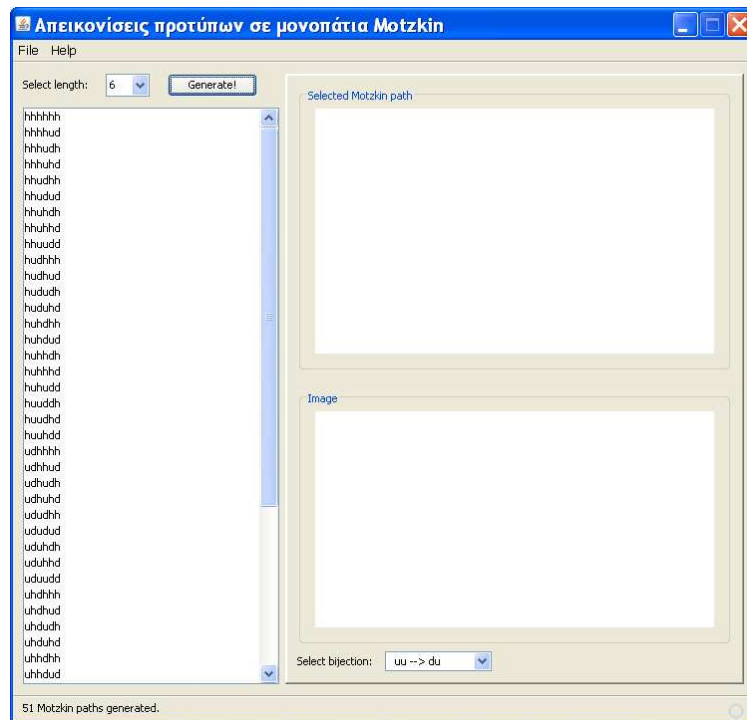 Απεικονίσεις προτύπων σε μονοπάτια Motzkin
File Help
Select length: 6 Generate!
hhhhhh
hhhhud
hhhudh
hhhuhd
hhudhh
hhudud
hhuhdh
hhuhhd
hhuudd
hudhhh
hudhud
hududh
huduhd
huhdhh
huhdud
huhhdh
huhhhd
huhudd
huuddh
huudhd
huuhdd
udhhhh
udhhud
udhudh
udhuhd
ududhh
ududud
uduhdh
uduhhd
uduudd
uhdhhh
uhdhud
uhdudh
uhduhd
uhhdhh
uhhdud
Selected Motzkin path
Image
Select bijection: uu --> du
51 Motzkin paths generated.